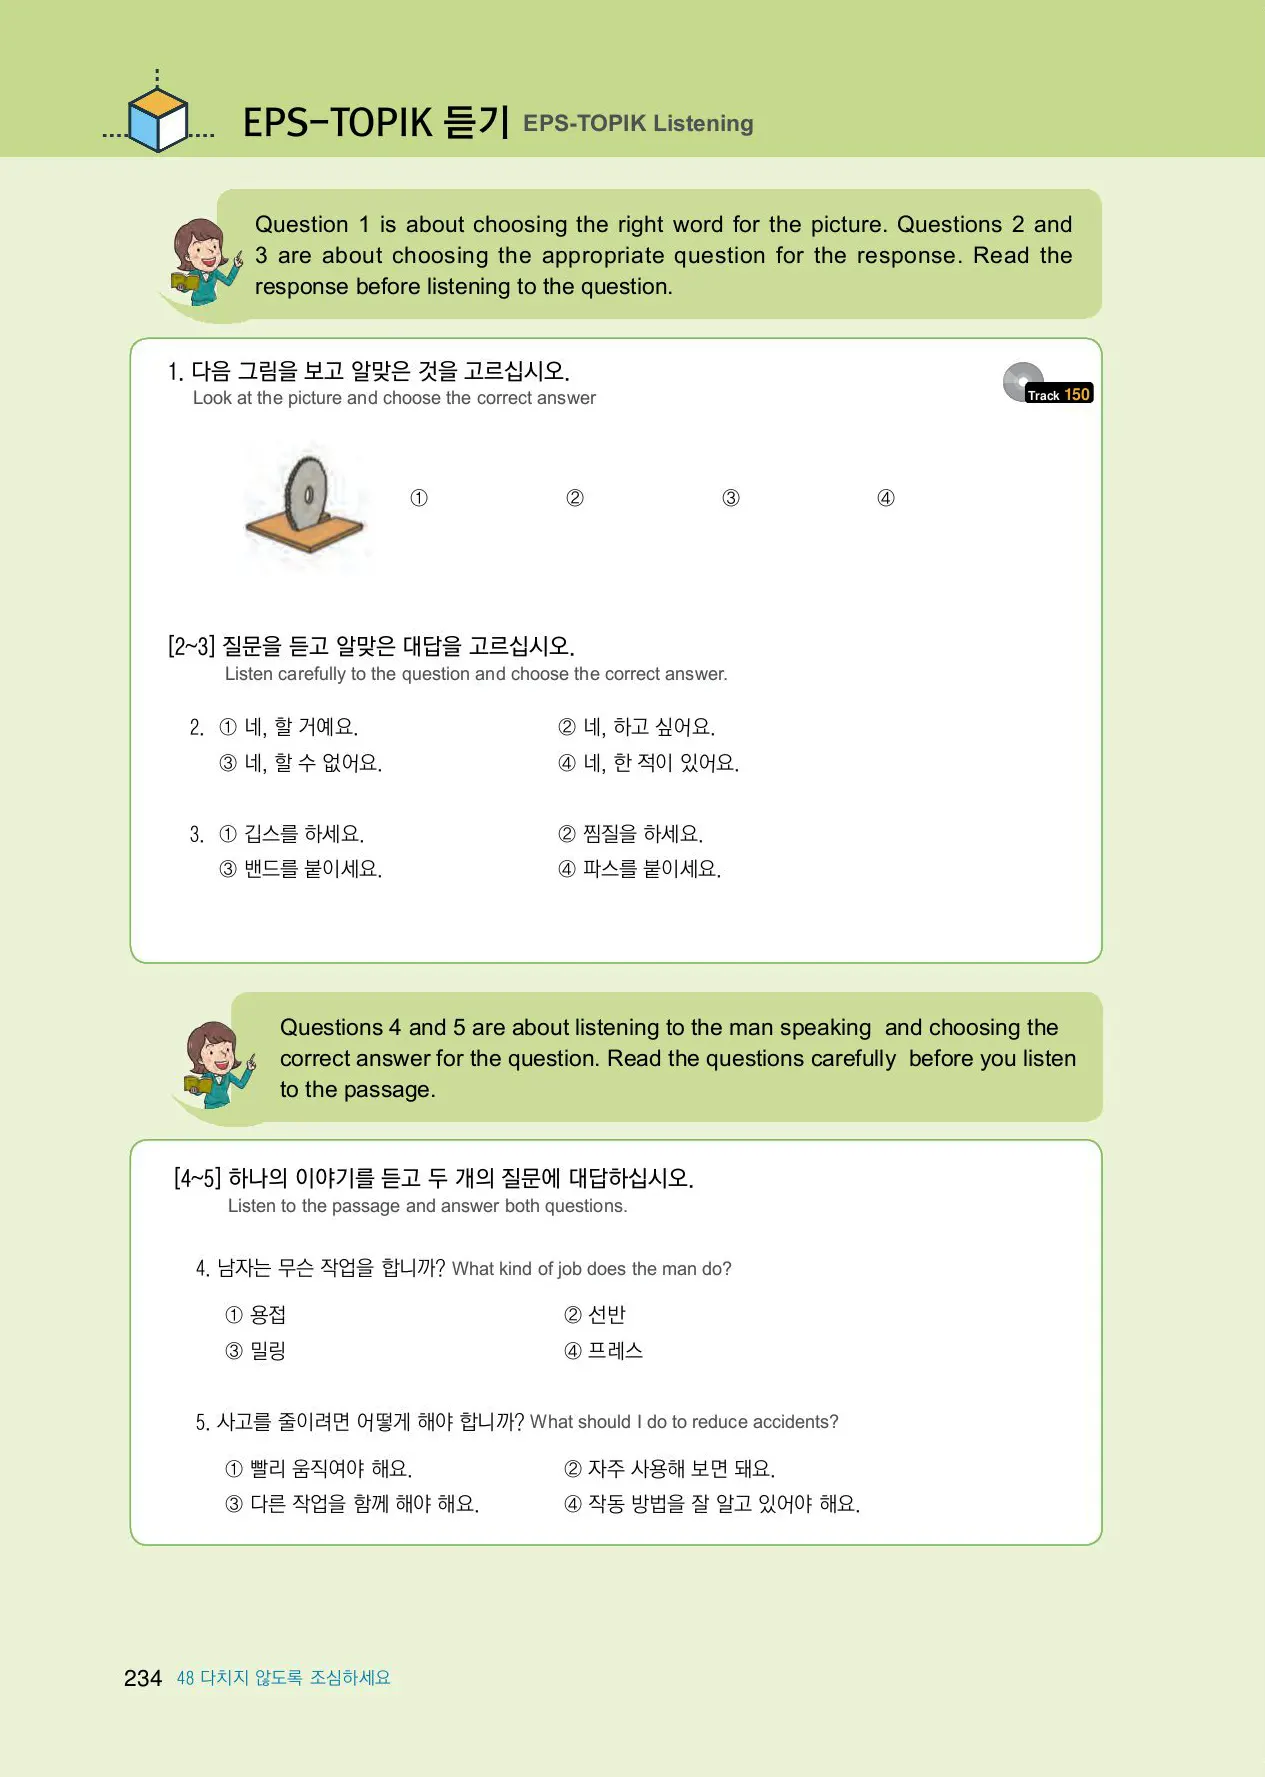 EPS-TOPIK 듣기 EPS-TOPIK Listening
Question 1 is about choosing the right word for the picture. Questions 2 and
3 are about choosing the appropriate question for the response. Read the
response before listening to the question.
1. 다음 그림을 보고 알맞은 것을 고르십시오.
Look at the picture and choose the correct answer
Track 150
① ② ③ ④
[2~3] 질문을 듣고 알맞은 대답을 고르십시오.
Listen carefully to the question and choose the correct answer.
2. ① 네, 할 거예요. ② 네, 하고 싶어요.
③ 네, 할 수 없어요. ④ 네, 한 적이 있어요.
3. ① 깁스를 하세요. ② 찜질을 하세요.
③ 밴드를 붙이세요. ④ 파스를 붙이세요.
Questions 4 and 5 are about listening to the man speaking and choosing the
correct answer for the question. Read the questions carefully before you listen
to the passage.
[4~5] 하나의 이야기를 듣고 두 개의 질문에 대답하십시오.
Listen to the passage and answer both questions.
4. 남자는 무슨 작업을 합니까? What kind of job does the man do?
① 용접 ② 선반
③ 밀링 ④ 프레스
5. 사고를 줄이려면 어떻게 해야 합니까? What should I do to reduce accidents?
① 빨리 움직여야 해요. ② 자주 사용해 보면 돼요.
③ 다른 작업을 함께 해야 해요. ④ 작동 방법을 잘 알고 있어야 해요.
234 48 다치지 않도록 조심하세요